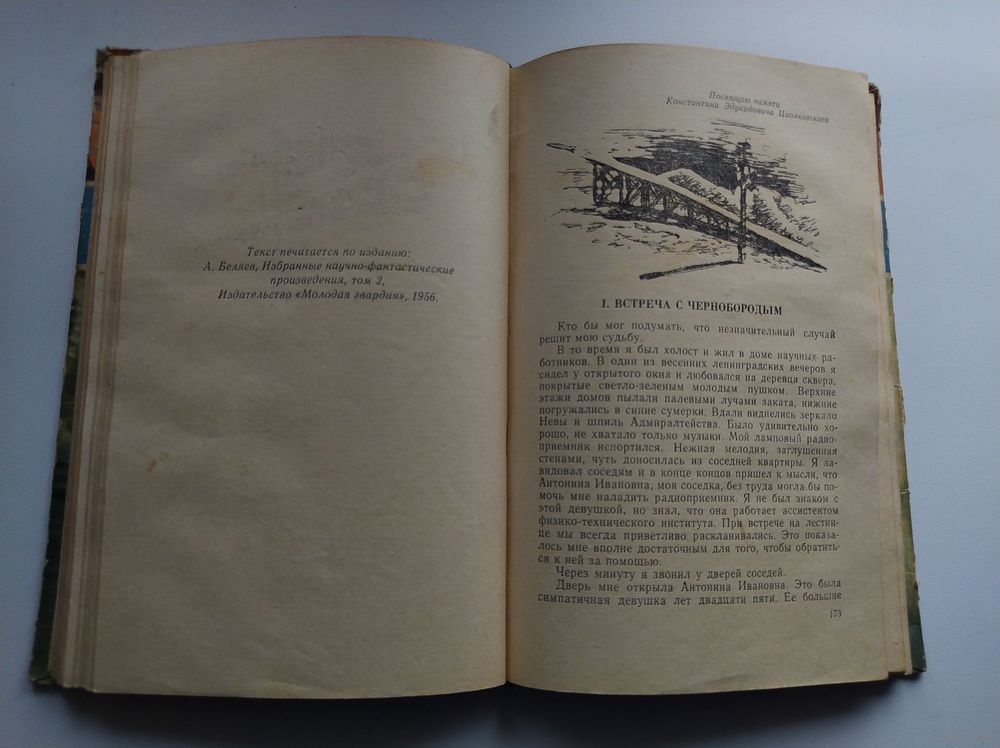 Текст печатается по изданию:
А. Беляев, Избранные научно-фантастические
произведения, том 2,
Издательство «Молодая гвардия», 1956.
Посвящаю памяти
Константина Эдуардовича Циолковского
I. ВСТРЕЧА С ЧЕРНОБОРОДЫМ
Кто бы мог подумать, что незначительный случай
решит мою судьбу.
В то время я был холост и жил в доме научных ра-
ботников. В один из весенних ленинградских вечеров я
сидел у открытого окна и любовался на деревца сквера,
покрытые светло-зеленым молодым пушком. Верхние
этажи домов пылали палевыми лучами заката, нижние
погружались в синие сумерки. Вдали виднелись зеркало
Невы и шпиль Адмиралтейства. Было удивительно хо-
рошо, не хватало только музыки. Мой ламповый радио-
приемник испортился. Нежная мелодия, заглушенная
стенами, чуть доносилась из соседней квартиры. Я за-
видовал соседям и в конце концов пришел к мысли, что
Антонина Ивановна, моя соседка, без труда могла бы по-
мочь мне наладить радиоприемник. Я не был знаком с
этой девушкой, но знал, что она работает ассистентом
физико-технического института. При встрече на лестни-
це мы всегда приветливо раскланивались. Это показа-
лось мне вполне достаточным для того, чтобы обратить-
ся к ней за помощью.
Через минуту я звонил у дверей соседей.
Дверь мне открыла Антонина Ивановна. Это была
симпатичная девушка лет двадцати пяти. Ее большие
173